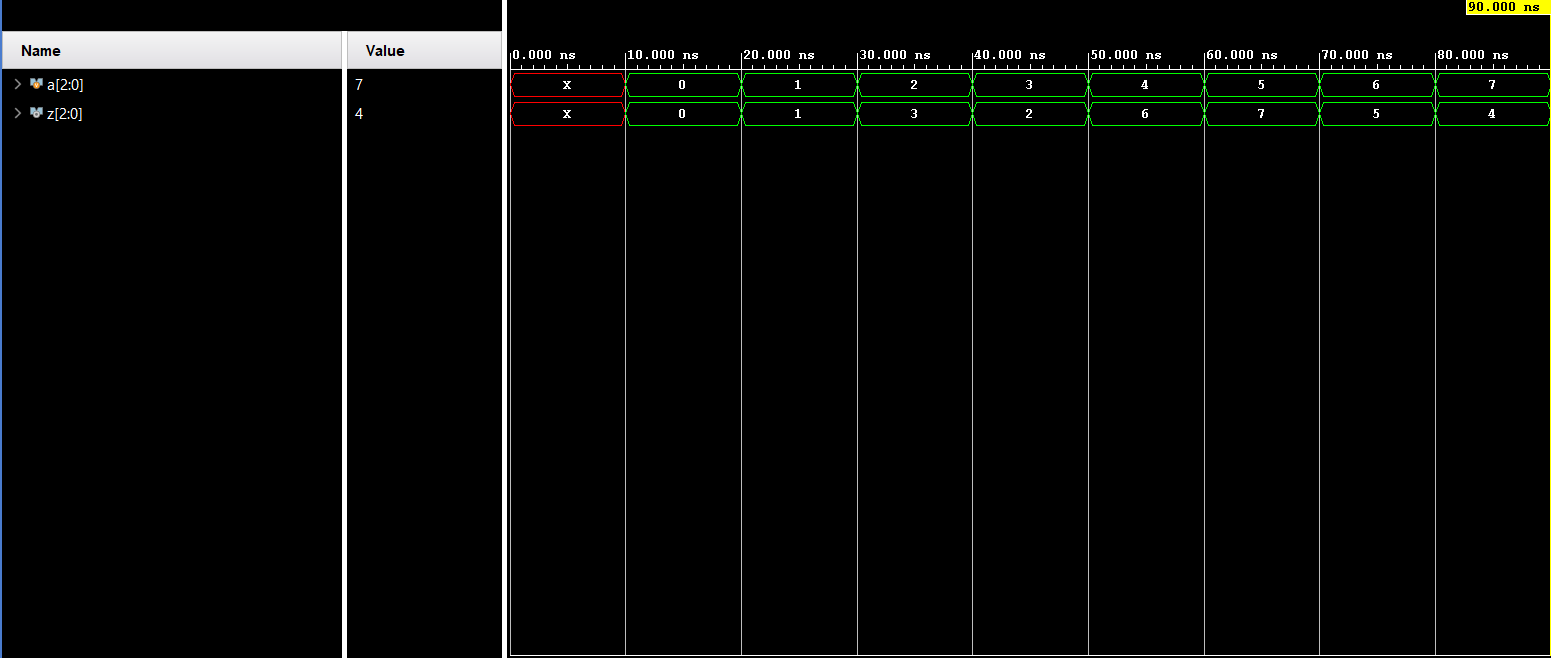 90.000 ns
Name Value
0.000 ns 10.000 ns 20.000 ns 30.000 ns 40.000 ns 50.000 ns 60.000 ns 70.000 ns 80.000 ns
a[2:0] 7 X 0 1 2 3 4 5 6 7
z[2:0] 4 X 0 1 3 2 6 7 5 4